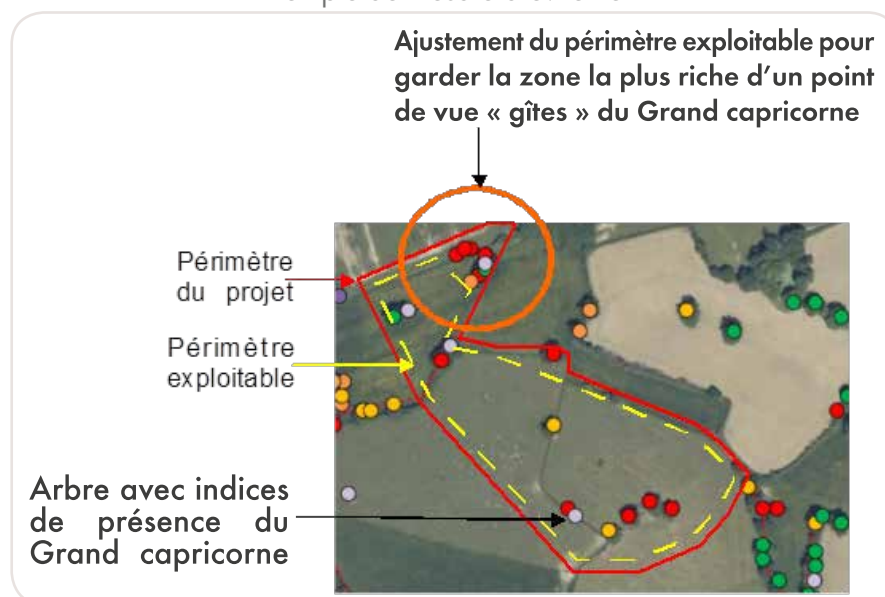 Ajustement du périmètre exploitable pour
garder la zone la plus riche d'un point
de vue « gîtes » du Grand capricorne
Périmètre
du projet
Périmètre
exploitable
Arbre avec indices
de présence du
Grand capricorne